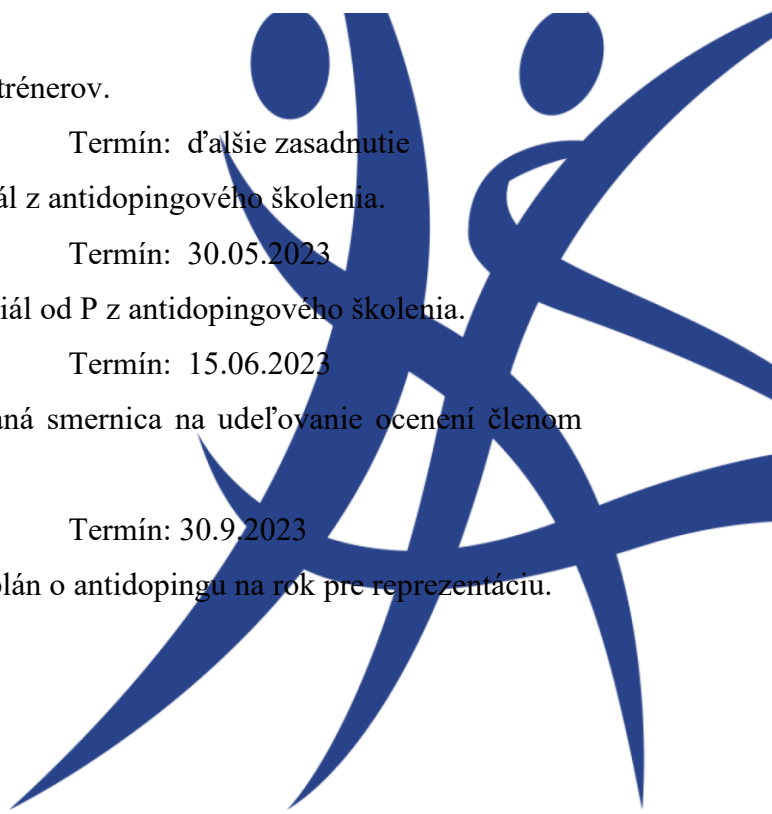 trénerov.
Termín: ďalšie zasadnutie
ál z antidopingového školenia.
Termín: 30.05.2023
iál od P z antidopingového školenia.
Termín: 15.06.2023
aná smernica na udeľovanie ocenení členom
Termín: 30.9.2023
plán o antidopingu na rok pre reprezentáciu.